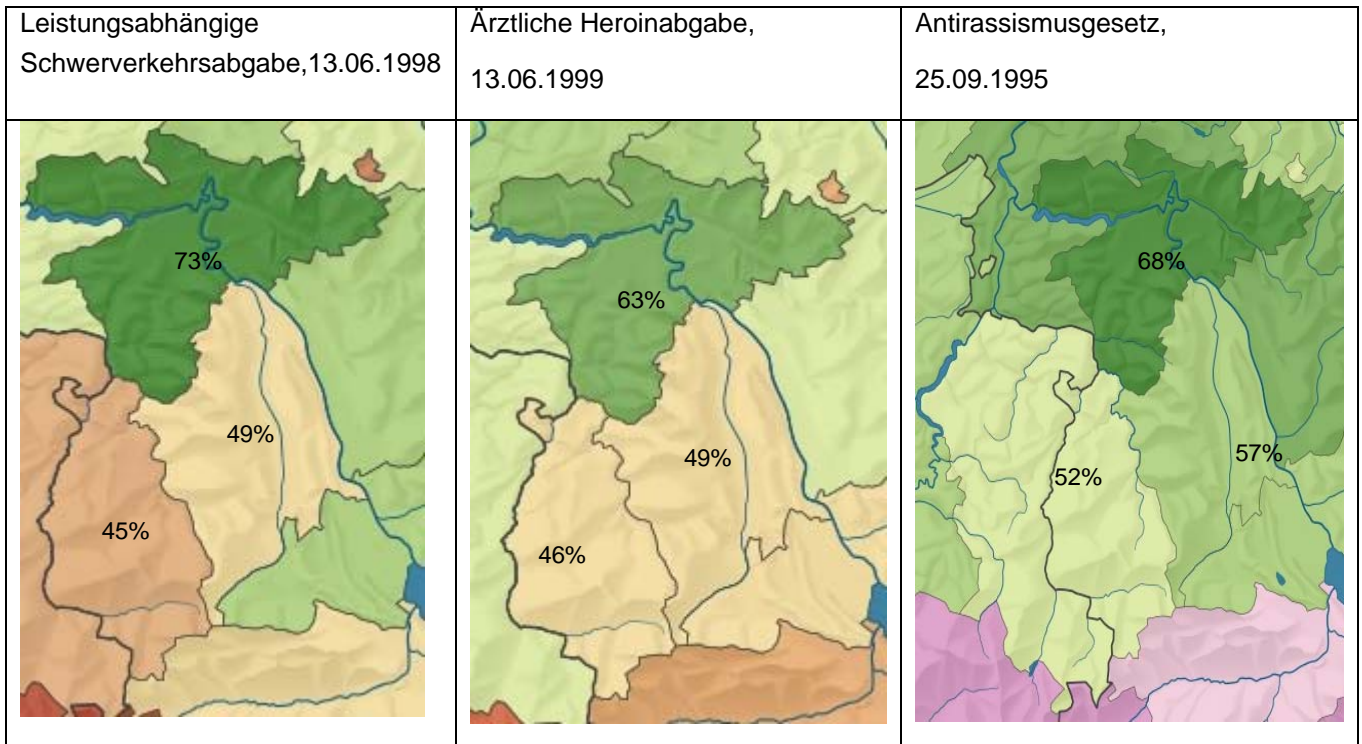 Leistungsabhängige
Schwerverkehrsabgabe,13.06.1998
Ärztliche Heroinabgabe,
13.06.1999
Antirassismusgesetz,
25.09.1995
73%
49%
45%
63%
49%
46%
68%
57%
52%